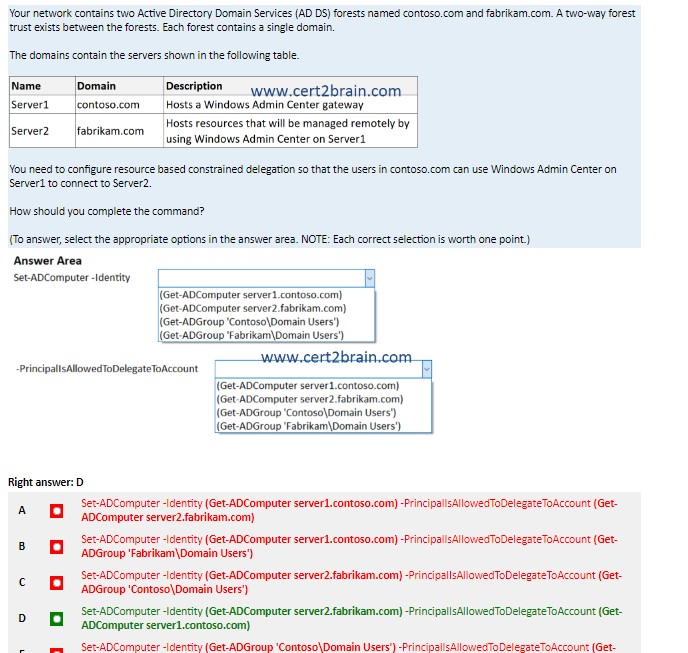 Your network contains two Active Directory Domain Services (AD DS) forests named contoso.com and fabrikam.com. A two-way forest
trust exists between the forests. Each forest contains a single domain.
The domains contain the servers shown in the following table.
Name Domain Description www.cert2brain.com
Server1 contoso.com Hosts a Windows Admin Center gateway
Server2 fabrikam.com Hosts resources that will be managed remotely by
using Windows Admin Center on Server1
You need to configure resource based constrained delegation so that the users in contoso.com can use Windows Admin Center on
Server1 to connect to Server2.
How should you complete the command?
(To answer, select the appropriate options in the answer area. NOTE: Each correct selection is worth one point.)
Answer Area
Set-ADComputer -Identity
(Get-ADComputer server1.contoso.com)
(Get-ADComputer server2.fabrikam.com)
(Get-ADGroup 'Contoso\Domain Users')
(Get-ADGroup 'Fabrikam\Domain Users')
www.cert2brain.com
-PrincipallsAllowedToDelegateToAccount
(Get-ADComputer server1.contoso.com)
(Get-ADComputer server2.fabrikam.com)
(Get-ADGroup 'Contoso\Domain Users')
(Get-ADGroup 'Fabrikam\Domain Users')
Right answer: D
A Set-ADComputer -Identity (Get-ADComputer server1.contoso.com) -PrincipallsAllowedToDelegateToAccount (Get-
ADComputer server2.fabrikam.com)
B Set-ADComputer -Identity (Get-ADComputer server1.contoso.com) -PrincipallsAllowedToDelegateToAccount (Get-
ADGroup 'Fabrikam\Domain Users')
C Set-ADComputer -Identity (Get-ADComputer server2.fabrikam.com) -PrincipallsAllowedToDelegateToAccount (Get-
ADGroup 'Contoso\Domain Users')
D Set-ADComputer -Identity (Get-ADComputer server2.fabrikam.com) -PrincipallsAllowedToDelegateToAccount (Get-
ADComputer server1.contoso.com)
Set-ADComputer -Identity (Get-ADGroup 'Contoso\Domain Users') -PrincipallsAllowedToDelegateToAccount (Get-